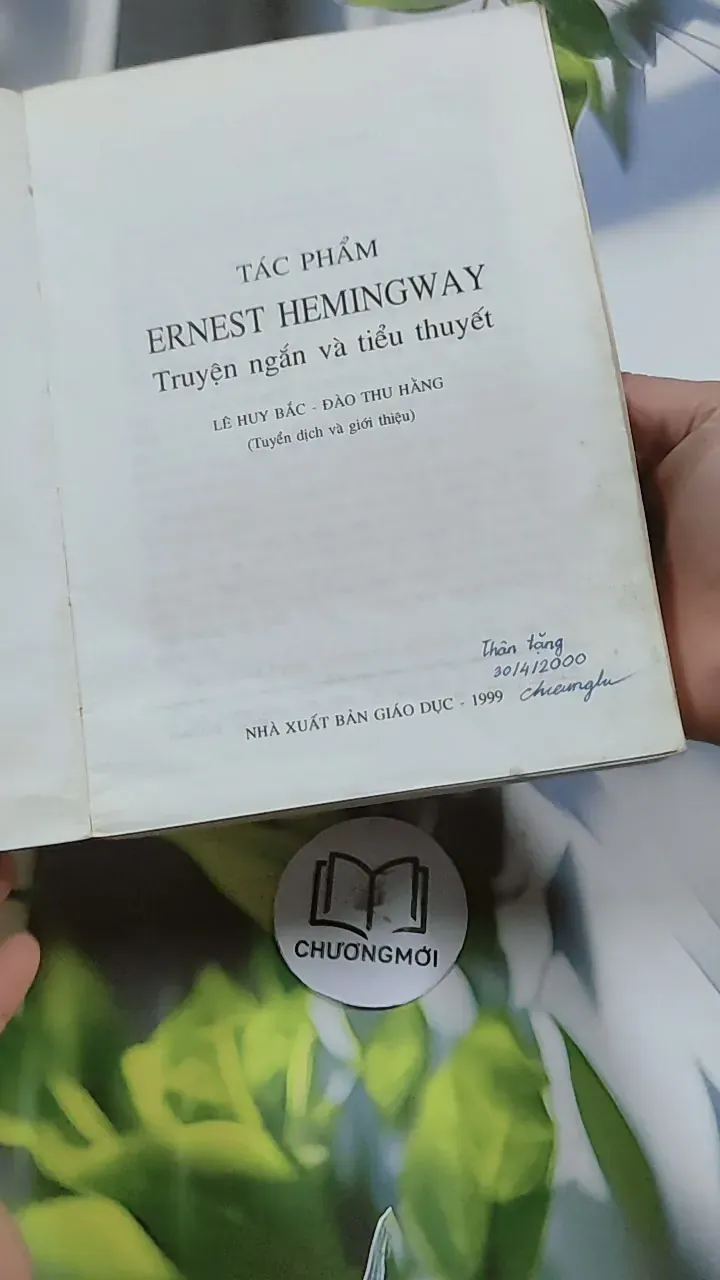 TÁC PHẨM
ERNEST HEMINGWAY
Truyện ngắn và tiểu thuyết
LÊ HUY BẮC - ĐÀO THU HẰNG
(Tuyển dịch và giới thiệu)
Thân tặng
30/4/2000
NHÀ XUẤT BẢN GIÁO DỤC - 1999
CHƯƠNGMỚI